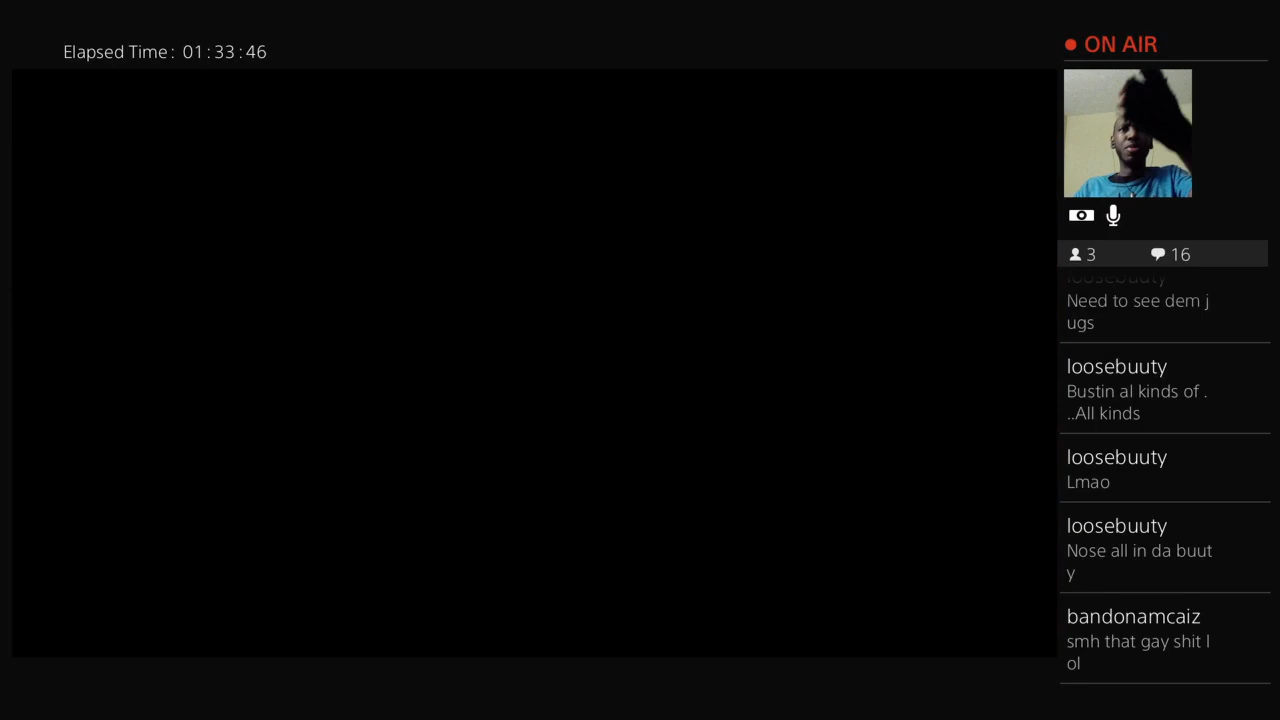 Elapsed Time: 01:33:46
ON AIR
3 16
loosebuuty
Need to see dem j
ugs
loosebuuty
Bustin al kinds of .
..All kinds
loosebuuty
Lmao
loosebuuty
Nose all in da buut
y
bandonamcaiz
smh that gay shit l
ol